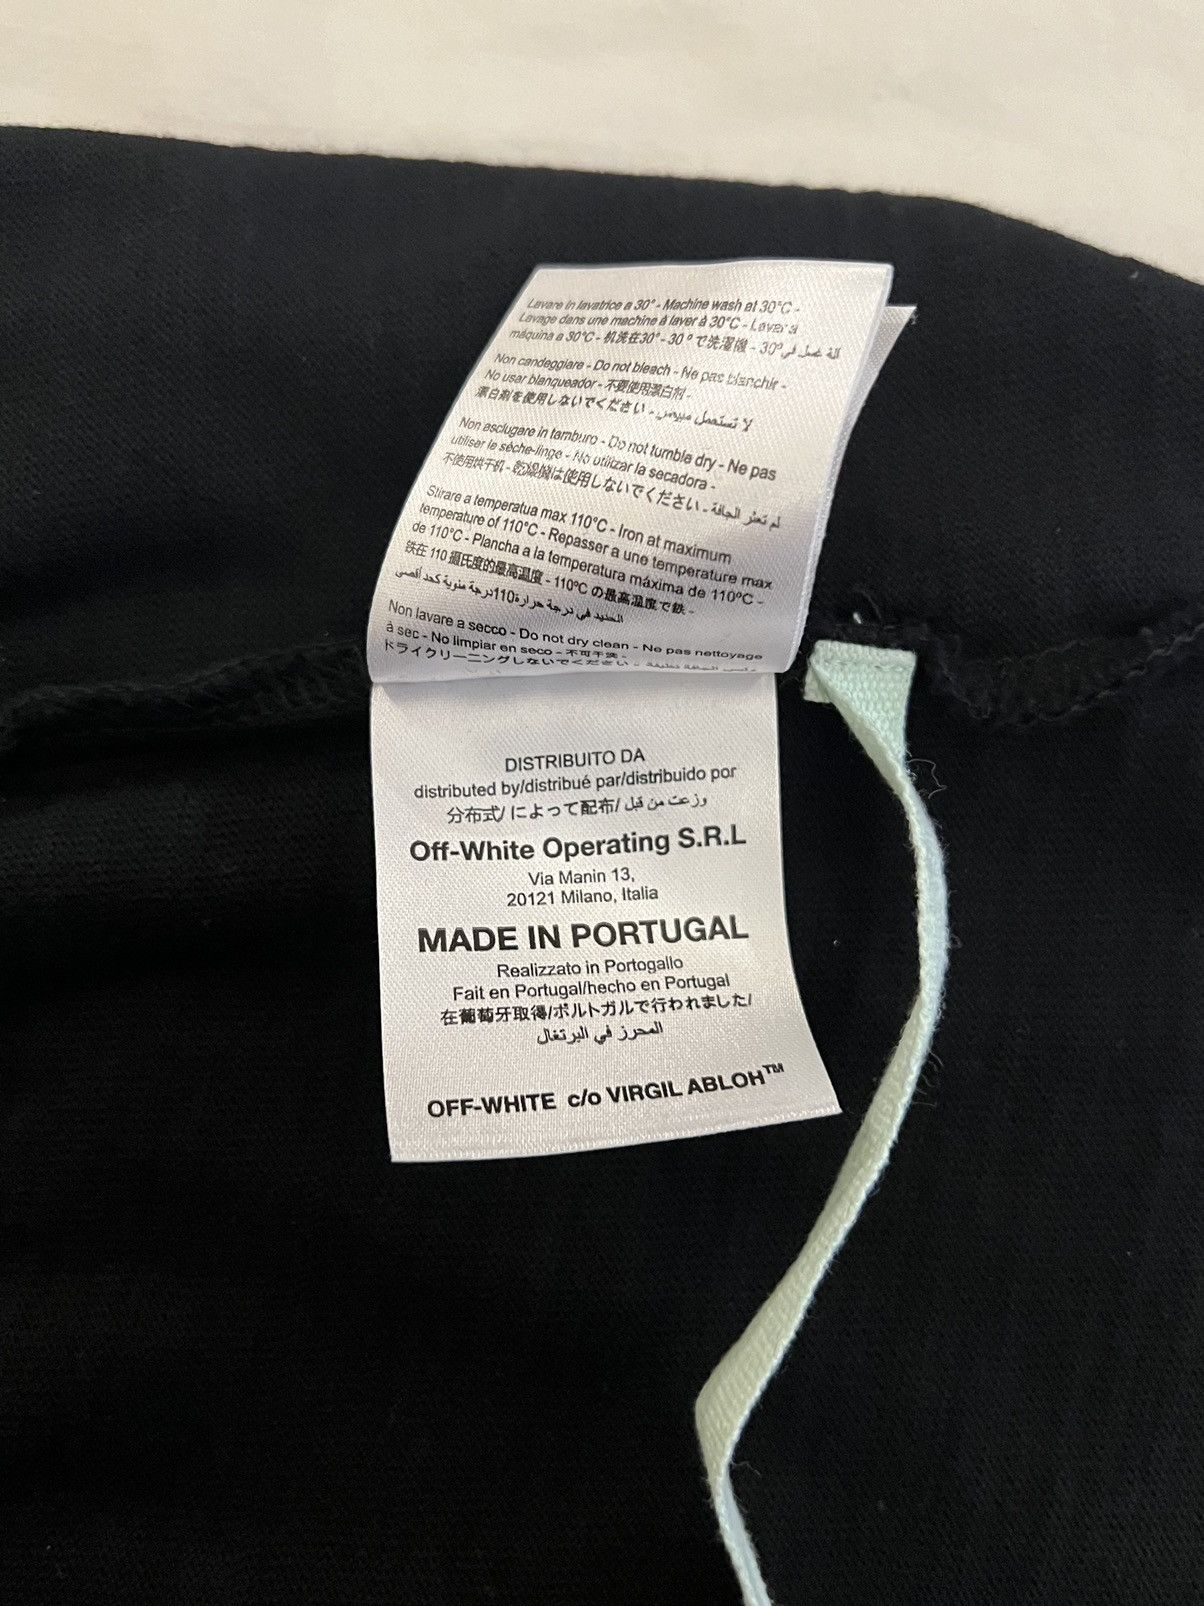 Lavare in lavatrice a 30° - Machine wash at 30°C -
Lavage dans une machine à laver à 30°C - Lavar a
máquina a 30°C - 机洗在30° - 30 º で洗濯機 - 30º آلة غسل في
Non candeggiare - Do not bleach - Ne pas blanchir -
No usar blanqueador - 不要使用漂白剂 -
漂白剤を使用しないでください - لا تستعمل مبيض
Non asciugare in tamburo - Do not tumble dry - Ne pas
utiliser le sèche-linge - No utilizar la secadora -
不使用烘干机 - 乾燥機は使用しないでください -
Stirare a temperatua max 110°C - Iron at maximum
temperature of 110°C - Repasser a une temperature max
de 110°C - Plancha a la temperatura máxima de 110ºC -
鉄在 110 摄氏度的最高温度 - 110ºC の最高温度で鉄 -
الحديد في درجة حرارة110درجة مئوية كحد أقصى
Non lavare a secco - Do not dry clean - Ne pas nettoyage
à sec - No limpiar en seco - 不可干洗 -
ドライクリーニングしないでください -
DISTRIBUITO DA
distributed by/distribué par/distribuido por
分布式/ によって配布/ وزعت من قبل
Off-White Operating S.R.L
Via Manin 13,
20121 Milano, Italia
MADE IN PORTUGAL
Realizzato in Portogallo
Fait en Portugal/hecho en Portugal
在葡萄牙取得/ポルトガルで行われました/
المحرز في البرتغال
OFF-WHITE c/o VIRGIL ABLOH™